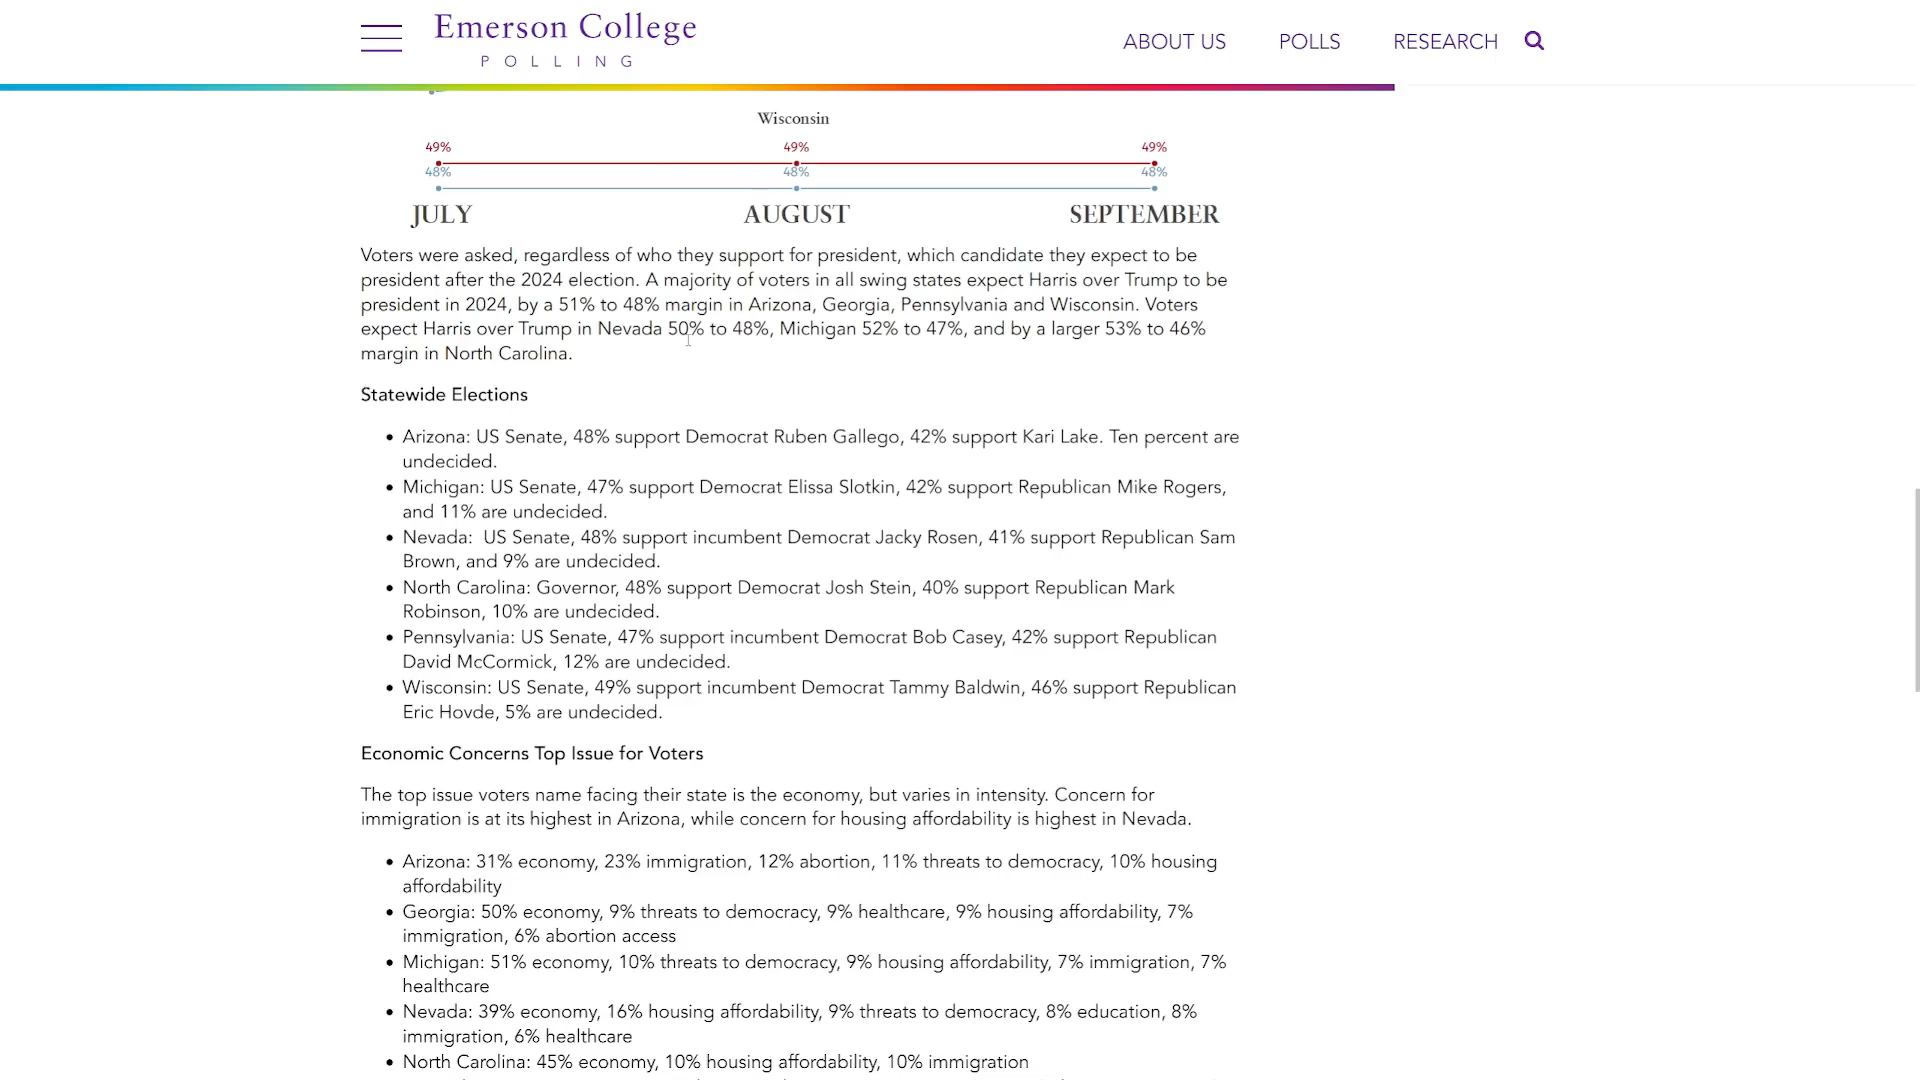 Emerson College
POLLING
ABOUT US
POLLS
RESEARCH
Wisconsin
49% 49% 49%
48% 48% 48%
JULY AUGUST SEPTEMBER
Voters were asked, regardless of who they support for president, which candidate they expect to be
president after the 2024 election. A majority of voters in all swing states expect Harris over Trump to be
president in 2024, by a 51% to 48% margin in Arizona, Georgia, Pennsylvania and Wisconsin. Voters
expect Harris over Trump in Nevada 50% to 48%, Michigan 52% to 47%, and by a larger 53% to 46%
margin in North Carolina.
Statewide Elections
• Arizona: US Senate, 48% support Democrat Ruben Gallego, 42% support Kari Lake. Ten percent are
undecided.
• Michigan: US Senate, 47% support Democrat Elissa Slotkin, 42% support Republican Mike Rogers,
and 11% are undecided.
• Nevada:  US Senate, 48% support incumbent Democrat Jacky Rosen, 41% support Republican Sam
Brown, and 9% are undecided.
• North Carolina: Governor, 48% support Democrat Josh Stein, 40% support Republican Mark
Robinson, 10% are undecided.
• Pennsylvania: US Senate, 47% support incumbent Democrat Bob Casey, 42% support Republican
David McCormick, 12% are undecided.
• Wisconsin: US Senate, 49% support incumbent Democrat Tammy Baldwin, 46% support Republican
Eric Hovde, 5% are undecided.
Economic Concerns Top Issue for Voters
The top issue voters name facing their state is the economy, but varies in intensity. Concern for
immigration is at its highest in Arizona, while concern for housing affordability is highest in Nevada.
• Arizona: 31% economy, 23% immigration, 12% abortion, 11% threats to democracy, 10% housing
affordability
• Georgia: 50% economy, 9% threats to democracy, 9% healthcare, 9% housing affordability, 7%
immigration, 6% abortion access
• Michigan: 51% economy, 10% threats to democracy, 9% housing affordability, 7% immigration, 7%
healthcare
• Nevada: 39% economy, 16% housing affordability, 9% threats to democracy, 8% education, 8%
immigration, 6% healthcare
• North Carolina: 45% economy, 10% housing affordability, 10% immigration